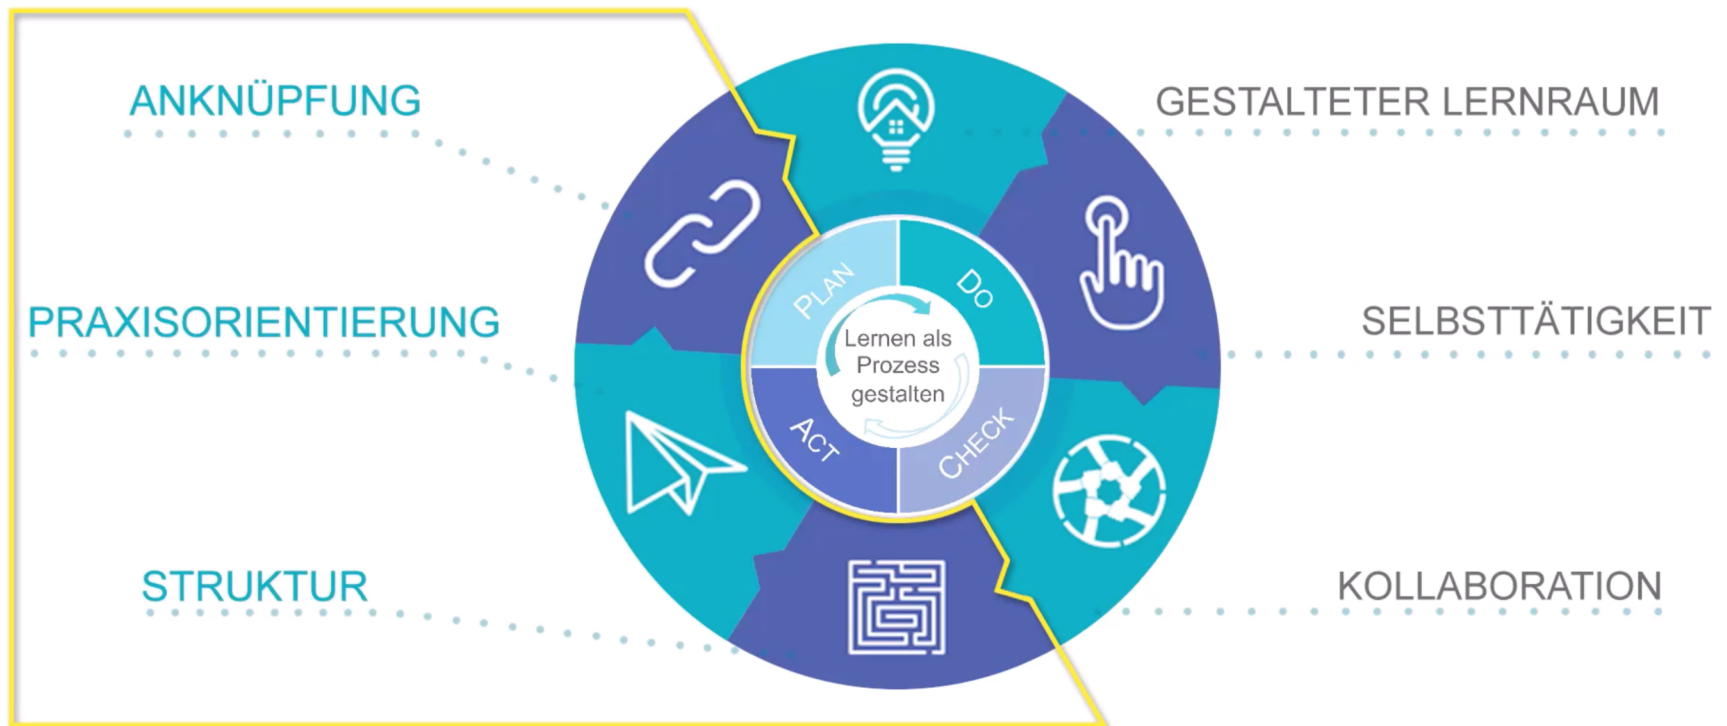 ANKNÜPFUNG
GESTALTETER LERNRAUM
PRAXISORIENTIERUNG
SELBSTTÄTIGKEIT
STRUKTUR
KOLLABORATION
PLAN
DO
ACT
CHECK
Lernen als
Prozess
gestalten